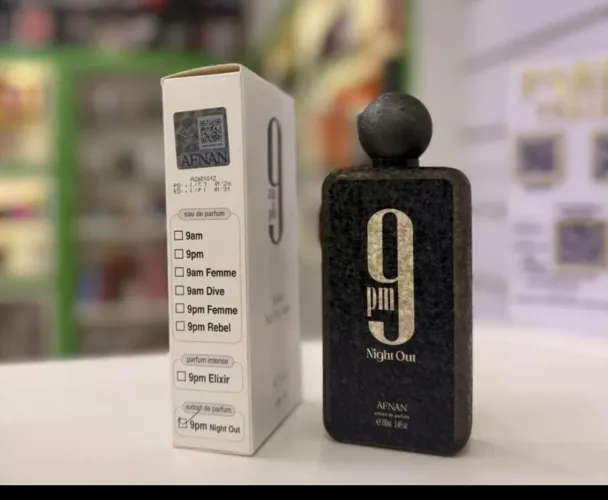 AFNAN
eau de parfum
9am
9pm
9am Femme
9am Dive
9pm Femme
9pm Rebel
parfum intense
9pm Elixir
extrait de parfum
9pm Night Out
9
9
pm
Night Out
AFNAN
extrait de parfum